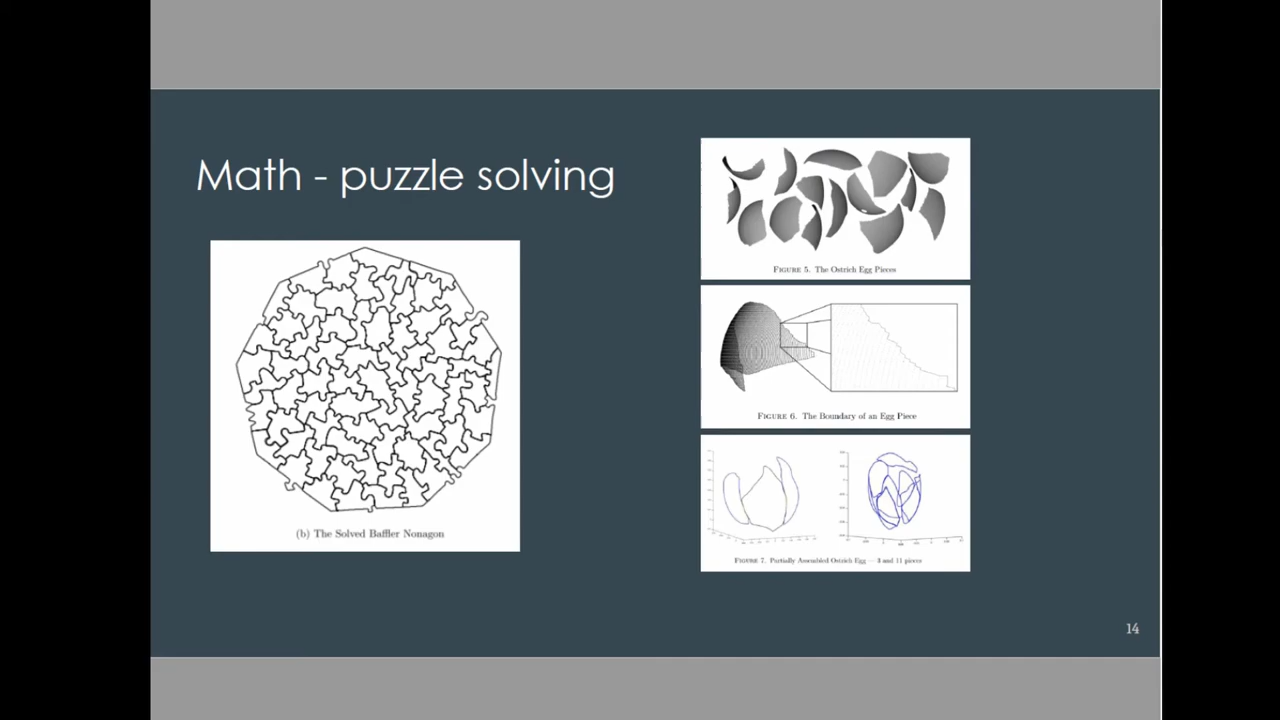 Math - puzzle solving
(b) The Solved Baffler Nonagon
FIGURE 5. The Ostrich Egg Pieces
FIGURE 6. The Boundary of an Egg Piece
FIGURE 7. Partially Assembled Ostrich Egg — 3 and 11 pieces
14